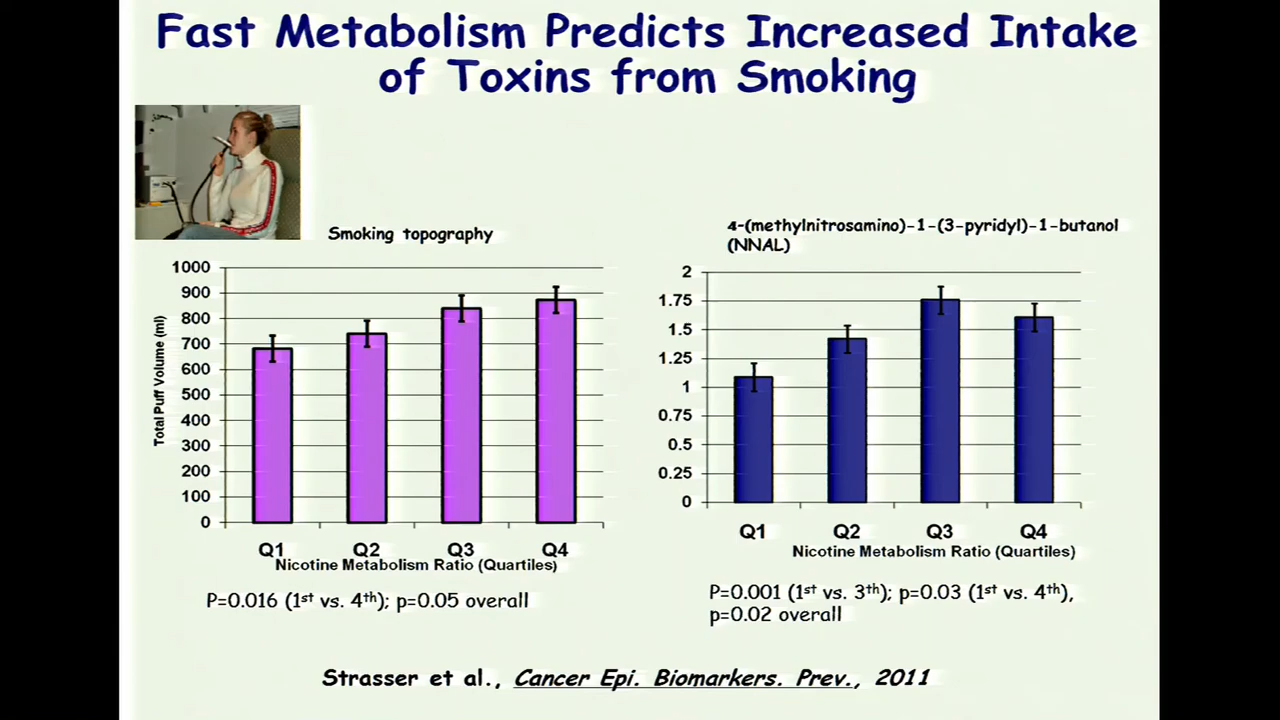 Fast Metabolism Predicts Increased Intake
of Toxins from Smoking
Smoking topography
Total Puff Volume (ml)
1000
900
800
700
600
500
400
300
200
100
0
Q1 Q2 Q3 Q4
Nicotine Metabolism Ratio (Quartiles)
P=0.016 (1st vs. 4th); p=0.05 overall
4-(methylnitrosamino)-1-(3-pyridyl)-1-butanol
(NNAL)
2
1.75
1.5
1.25
1
0.75
0.5
0.25
0
Q1 Q2 Q3 Q4
Nicotine Metabolism Ratio (Quartiles)
P=0.001 (1st vs. 3th); p=0.03 (1st vs. 4th),
p=0.02 overall
Strasser et al., Cancer Epi. Biomarkers. Prev., 2011